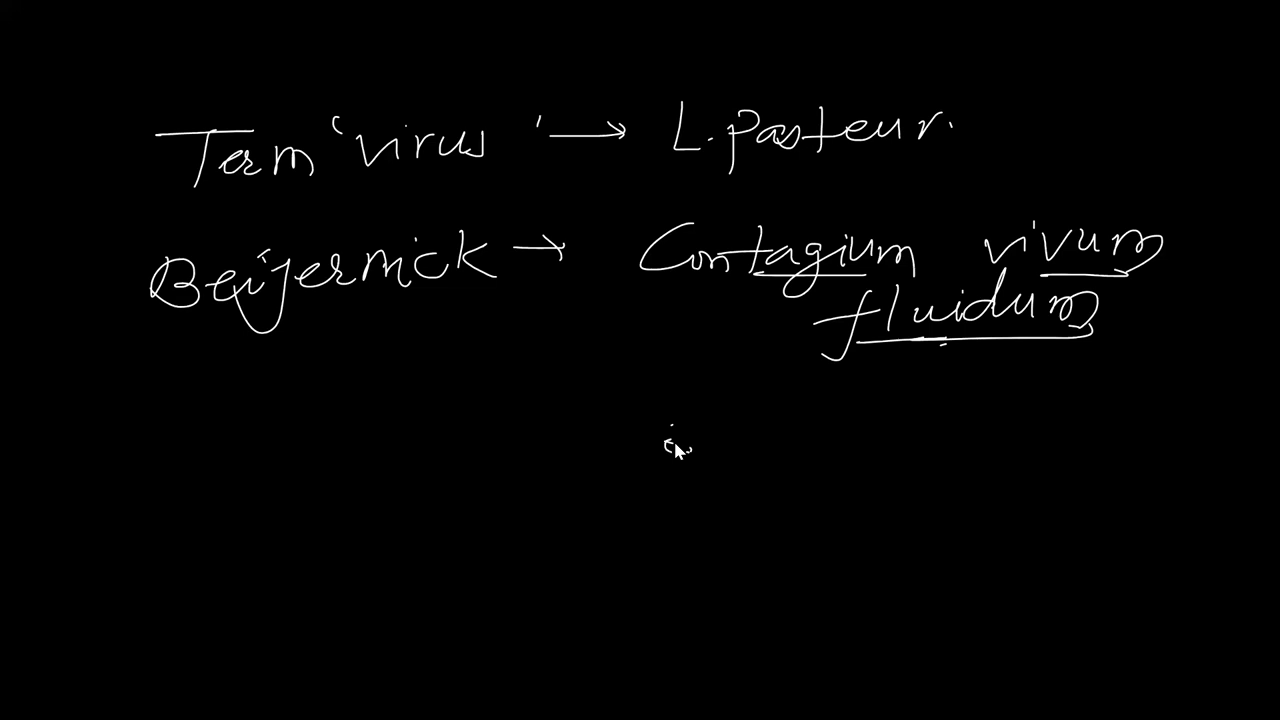 Term 'virus' → L. Pasteur.
Beijermick → Contagium vivum
fluidum